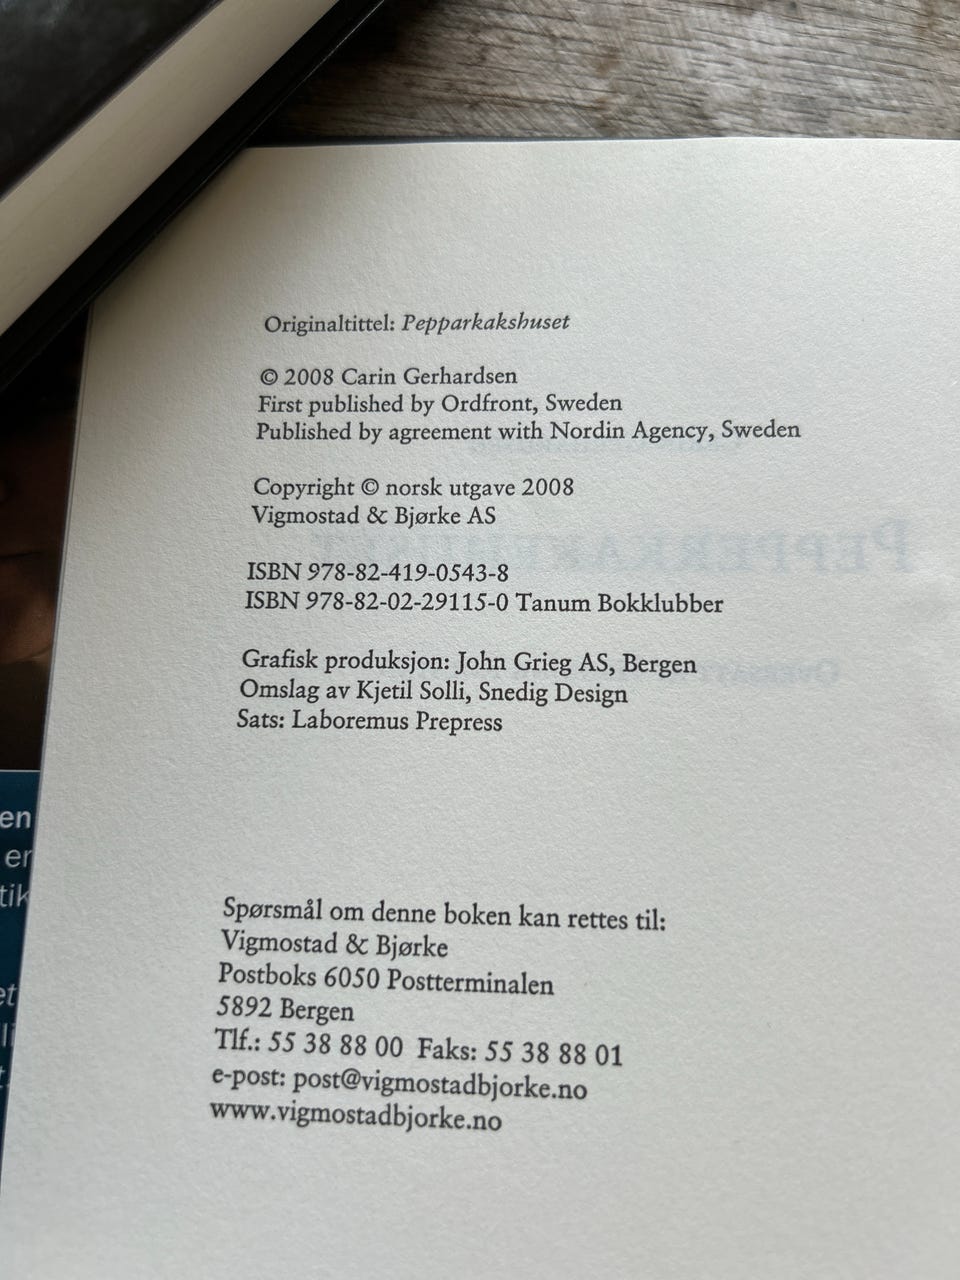 Originaltittel: Pepparkakshuset
© 2008 Carin Gerhardsen
First published by Ordfront, Sweden
Published by agreement with Nordin Agency, Sweden
Copyright © norsk utgave 2008
Vigmostad & Bjørke AS
ISBN 978-82-419-0543-8
ISBN 978-82-02-29115-0 Tanum Bokklubber
Grafisk produksjon: John Grieg AS, Bergen
Omslag av Kjetil Solli, Snedig Design
Sats: Laboremus Prepress
Spørsmål om denne boken kan rettes til:
Vigmostad & Bjørke
Postboks 6050 Postterminalen
5892 Bergen
Tlf.: 55 38 88 00 Faks: 55 38 88 01
e-post: post@vigmostadbjorke.no
www.vigmostadbjorke.no